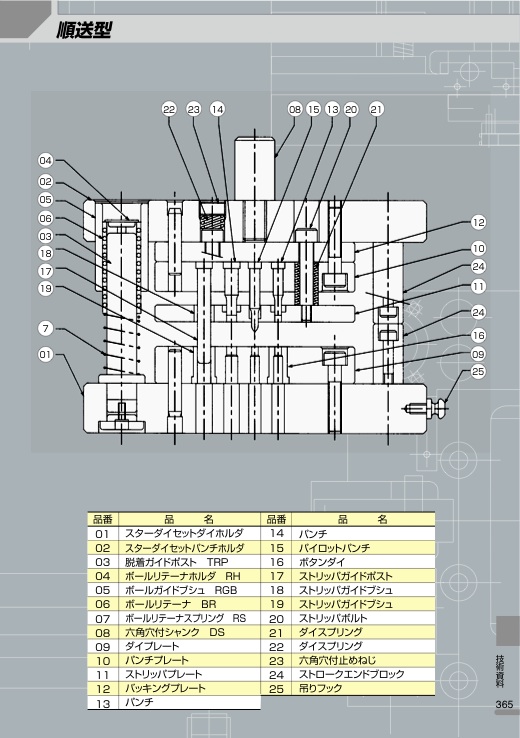 順送型
22 23 14 08 15 13 20 21
04
02
05
06
03
18
17
19
7
01
12
10
24
11
24
16
09
25
品番 品 名 品番 品 名
01 スターダイセットダイホルダ 14 パンチ
02 スターダイセットパンチホルダ 15 パイロットパンチ
03 脱着ガイドポスト TRP 16 ボタンダイ
04 ボールリテーナホルダ RH 17 ストリッパガイドポスト
05 ボールガイドブシュ RGB 18 ストリッパガイドブシュ
06 ボールリテーナ BR 19 ストリッパガイドブシュ
07 ボールリテーナスプリング RS 20 ストリッパボルト
08 六角穴付シャンク DS 21 ダイスプリング
09 ダイプレート 22 ダイスプリング
10 パンチプレート 23 六角穴付止めねじ
11 ストリッパプレート 24 ストロークエンドブロック
12 バッキングプレート 25 吊りフック
13 パンチ
技術資料
365